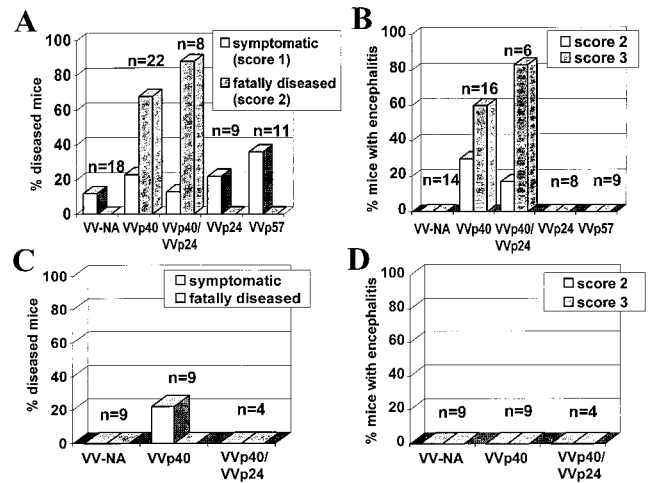 A
% diseased mice
100
80
60
40
20
0
n=18
n=22
n=8
n=9
n=11
symptomatic
(score 1)
fatally diseased
(score 2)
VV-NA VVp40 VVp40/ VVp24 VVp57
VVp24
B
% mice with encephalitis
100
80
60
40
20
0
n=14
n=16
n=6
n=8
n=9
score 2
score 3
VV-NA VVp40 VVp40/ VVp24 VVp57
VVp24
C
% diseased mice
100
80
60
40
20
0
symptomatic
fatally diseased
n=9
n=9
n=4
VV-NA VVp40 VVp40/
VVp24
D
% mice with encephalitis
100
80
60
40
20
0
score 2
score 3
n=9
n=9
n=4
VV-NA VVp40 VVp40/
VVp24